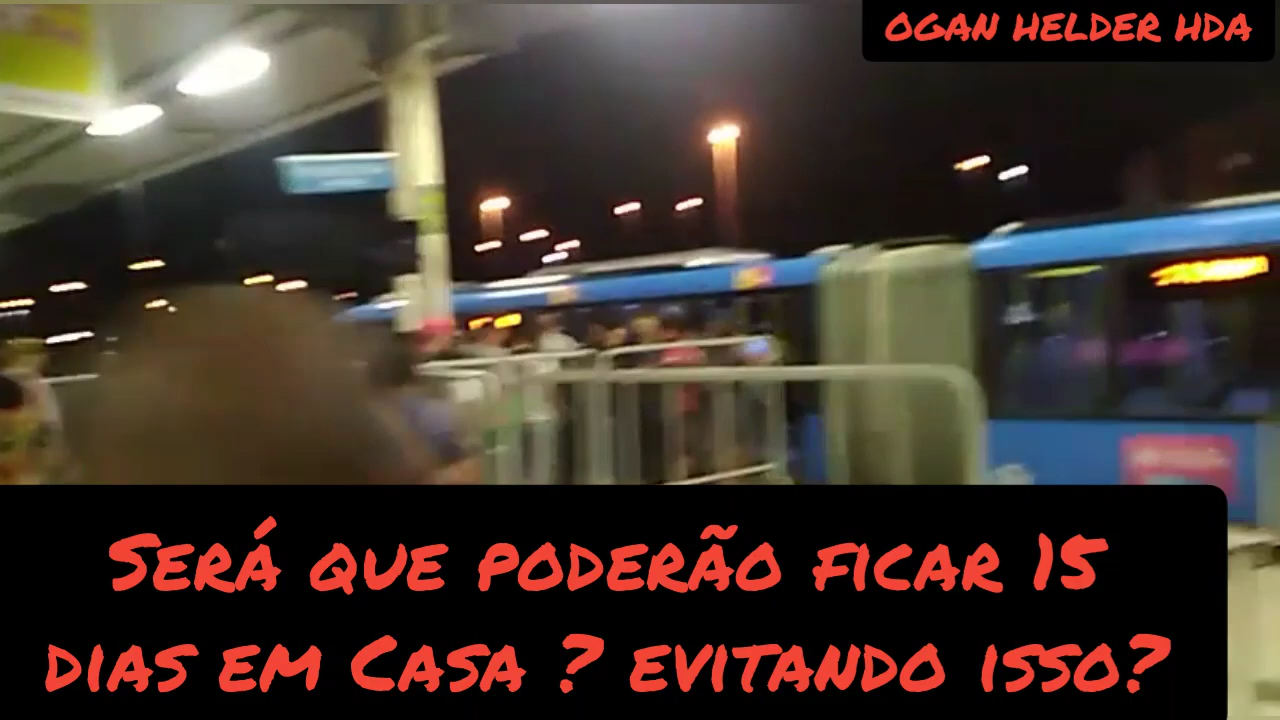 OGAN HELDER HDA
SERÁ QUE PODERÃO FICAR 15
DIAS EM CASA ? EVITANDO ISSO?